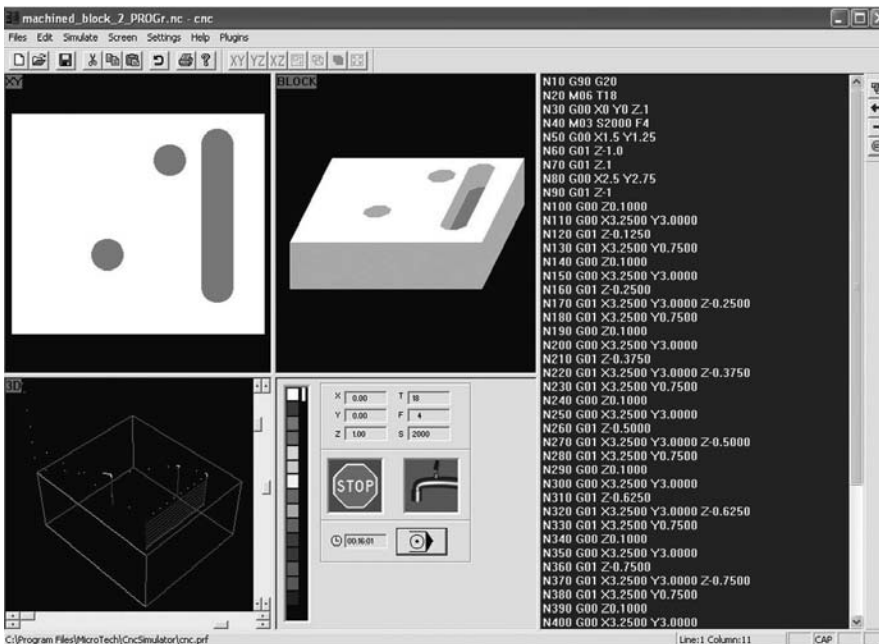 machined_block_2_PROGr.nc - cnc
Files Edit Simulate Screen Settings Help Plugins
XY YZ XZ
XY
BLOCK
N10 G90 G20
N20 M06 T18
N30 G00 X0 Y0 Z.1
N40 M03 S2000 F4
N50 G00 X1.5 Y1.25
N60 G01 Z-1.0
N70 G01 Z.1
N80 G00 X2.5 Y2.75
N90 G01 Z-1
N100 G00 Z0.1000
N110 G00 X3.2500 Y3.0000
N120 G01 Z-0.1250
N130 G01 X3.2500 Y0.7500
N140 G00 Z0.1000
N150 G00 X3.2500 Y3.0000
N160 G01 Z-0.2500
N170 G01 X3.2500 Y3.0000 Z-0.2500
N180 G01 X3.2500 Y0.7500
N190 G00 Z0.1000
N200 G00 X3.2500 Y3.0000
N210 G01 Z-0.3750
N220 G01 X3.2500 Y3.0000 Z-0.3750
N230 G01 X3.2500 Y0.7500
N240 G00 Z0.1000
N250 G00 X3.2500 Y3.0000
N260 G01 Z-0.5000
N270 G01 X3.2500 Y3.0000 Z-0.5000
N280 G01 X3.2500 Y0.7500
N290 G00 Z0.1000
N300 G00 X3.2500 Y3.0000
N310 G01 Z-0.6250
N320 G01 X3.2500 Y3.0000 Z-0.6250
N330 G01 X3.2500 Y0.7500
N340 G00 Z0.1000
N350 G00 X3.2500 Y3.0000
N360 G01 Z-0.7500
N370 G01 X3.2500 Y3.0000 Z-0.7500
N380 G01 X3.2500 Y0.7500
N390 G00 Z0.1000
N400 G00 X3.2500 Y3.0000
3D
X 0.00 T 18
Y 0.00 F 4
Z 1.00 S 2000
STOP
00:16:01
C:\Program Files\MicroTech\CncSimulator\cnc.prf
Line:1 Column:11
CAP